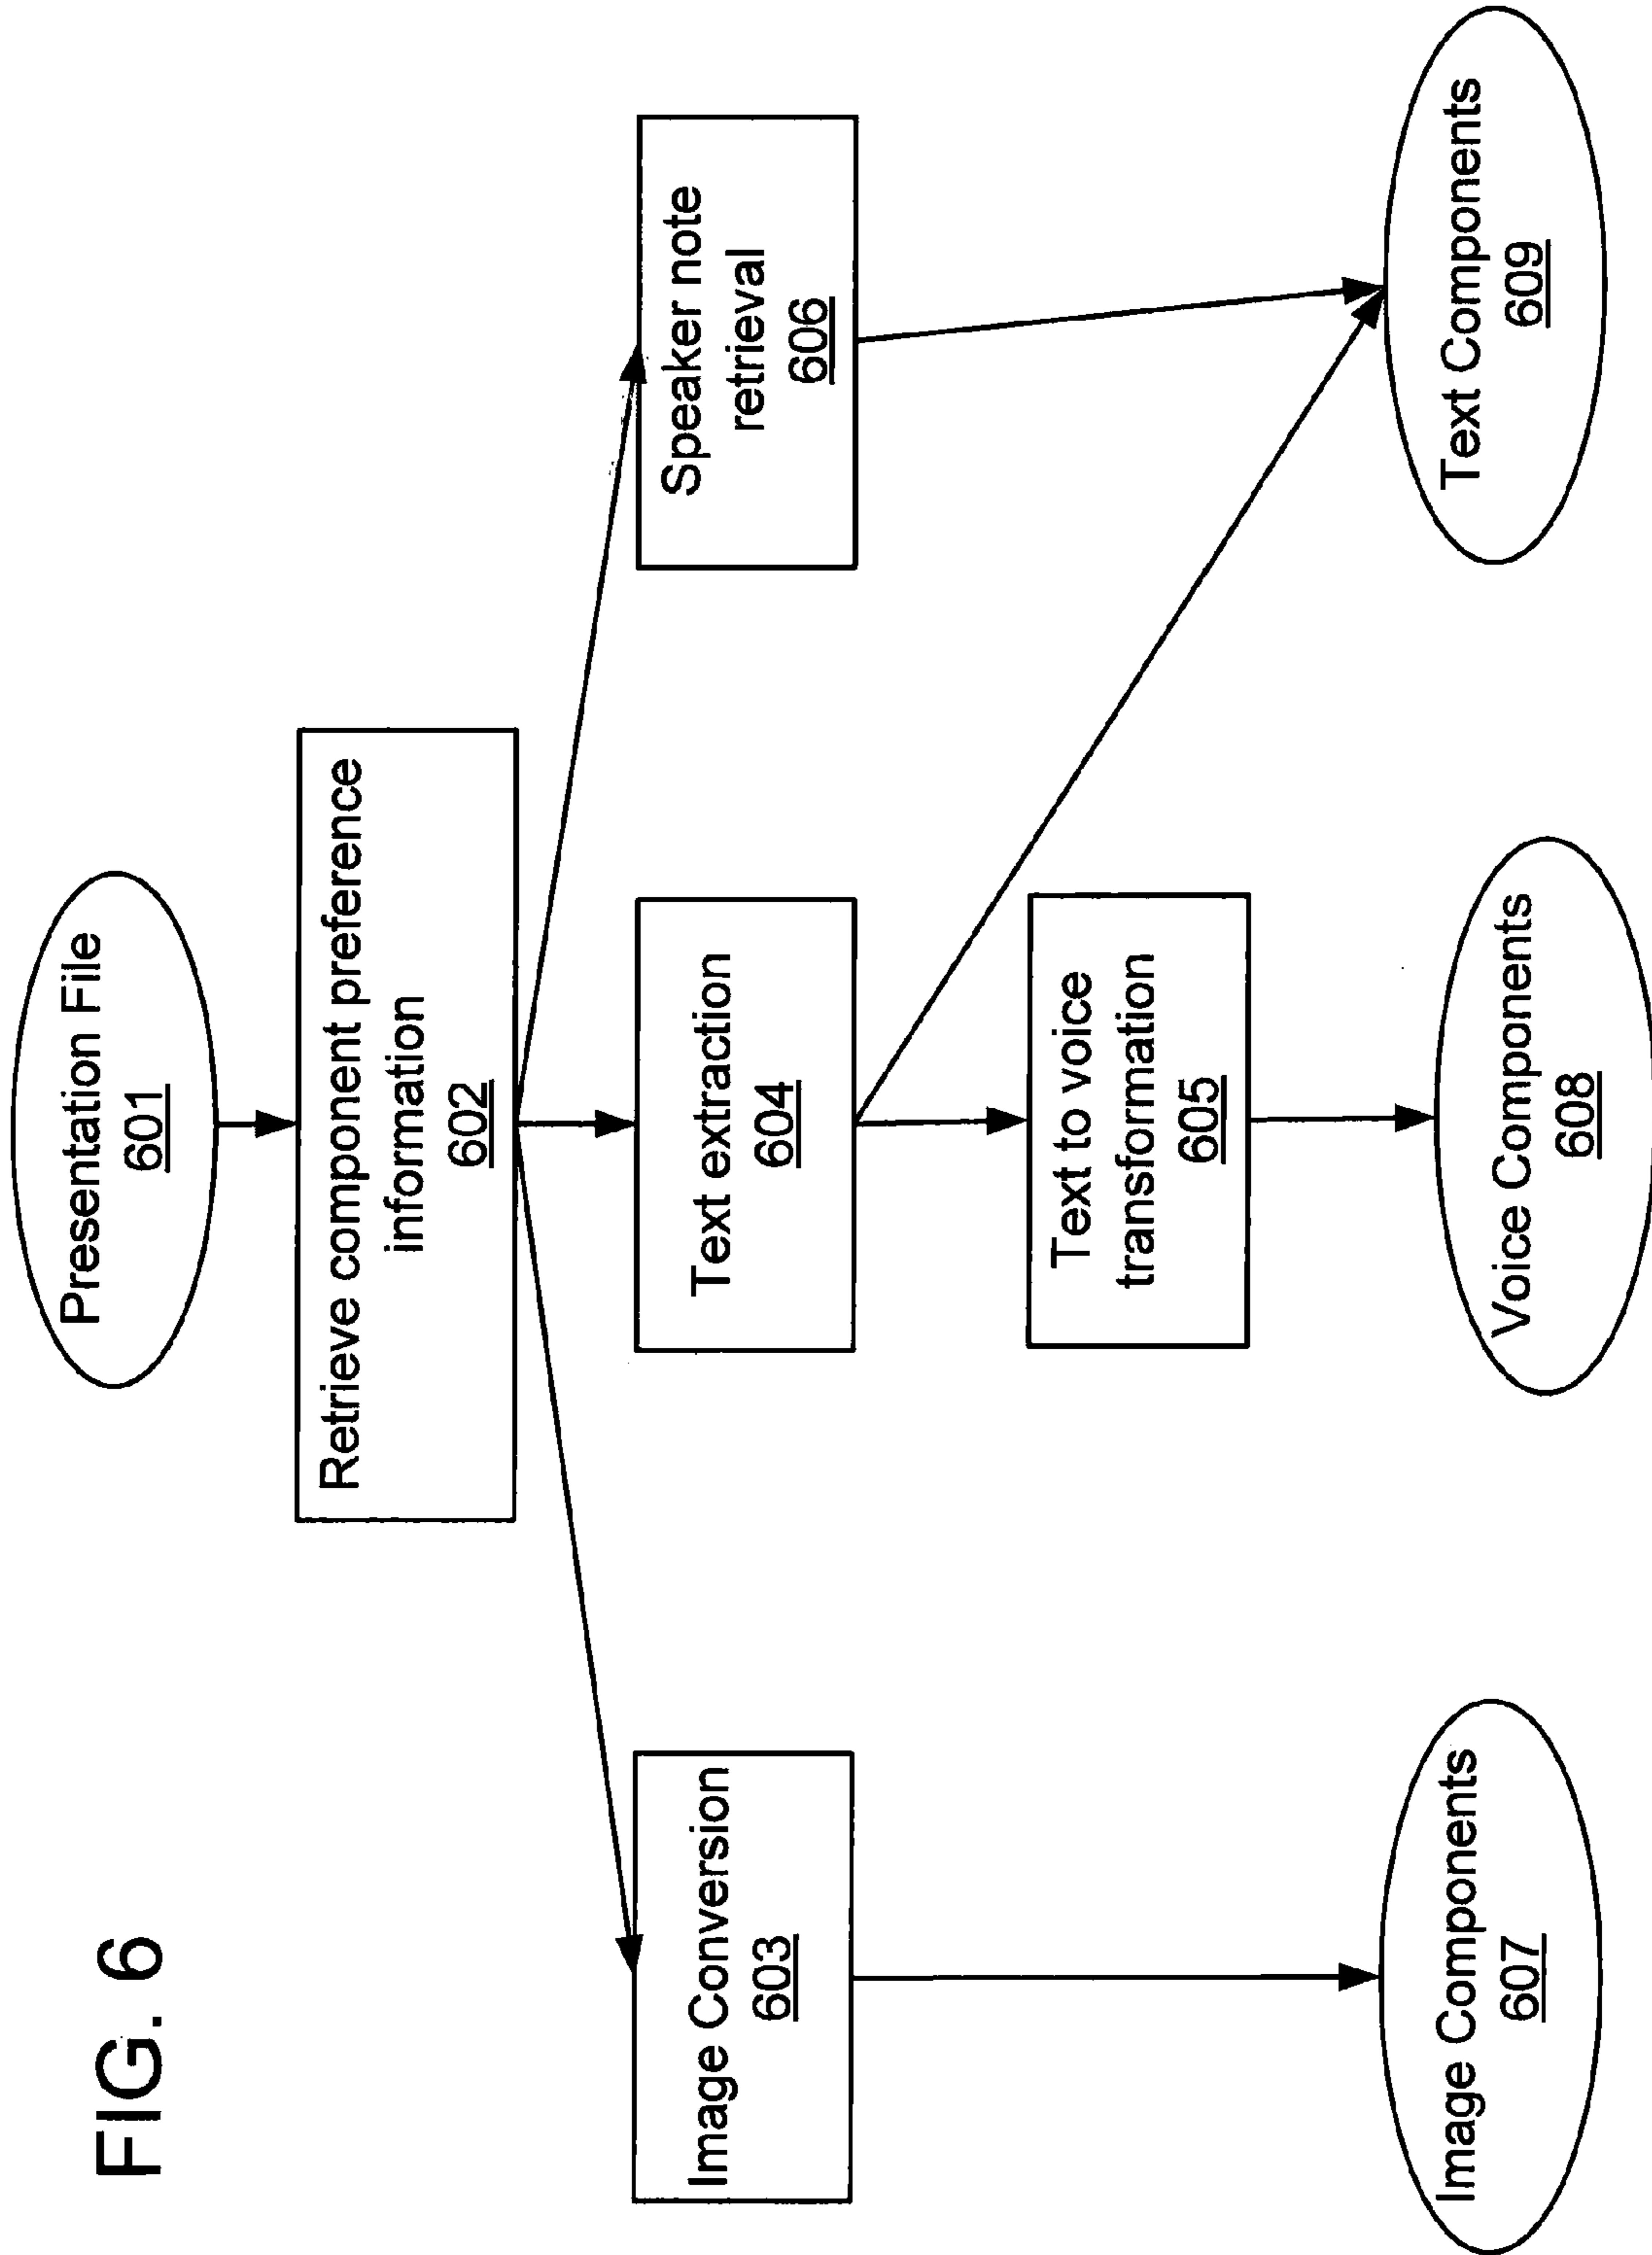 FIG. 6
Presentation File
601
Retrieve component preference
information
602
Image Conversion
603
Text extraction
604
Speaker note
retrieval
606
Text to voice
transformation
605
Image Components
607
Voice Components
608
Text Components
609